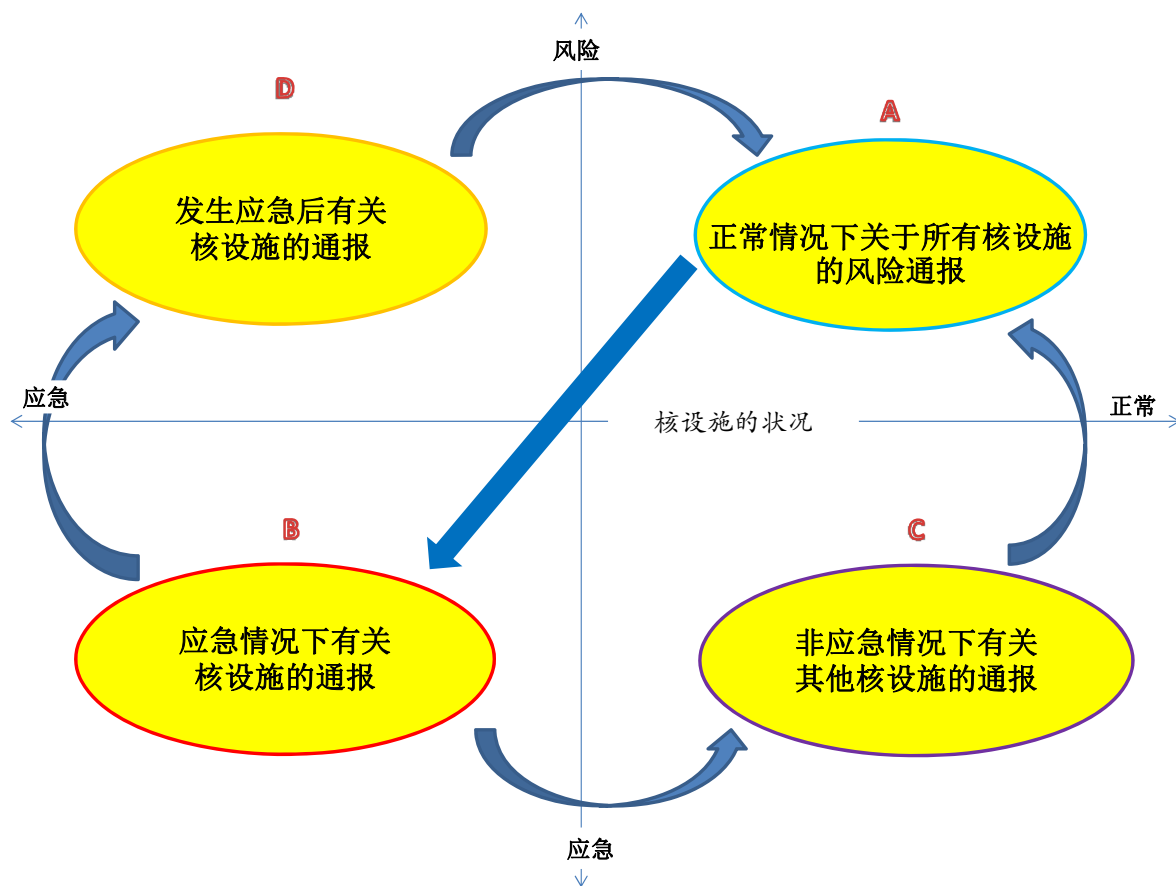 风险
D
A
发生应急后有关
核设施的通报
正常情况下关于所有核设施
的风险通报
应急
核设施的状况
正常
B
C
应急情况下有关
核设施的通报
非应急情况下有关
其他核设施的通报
应急